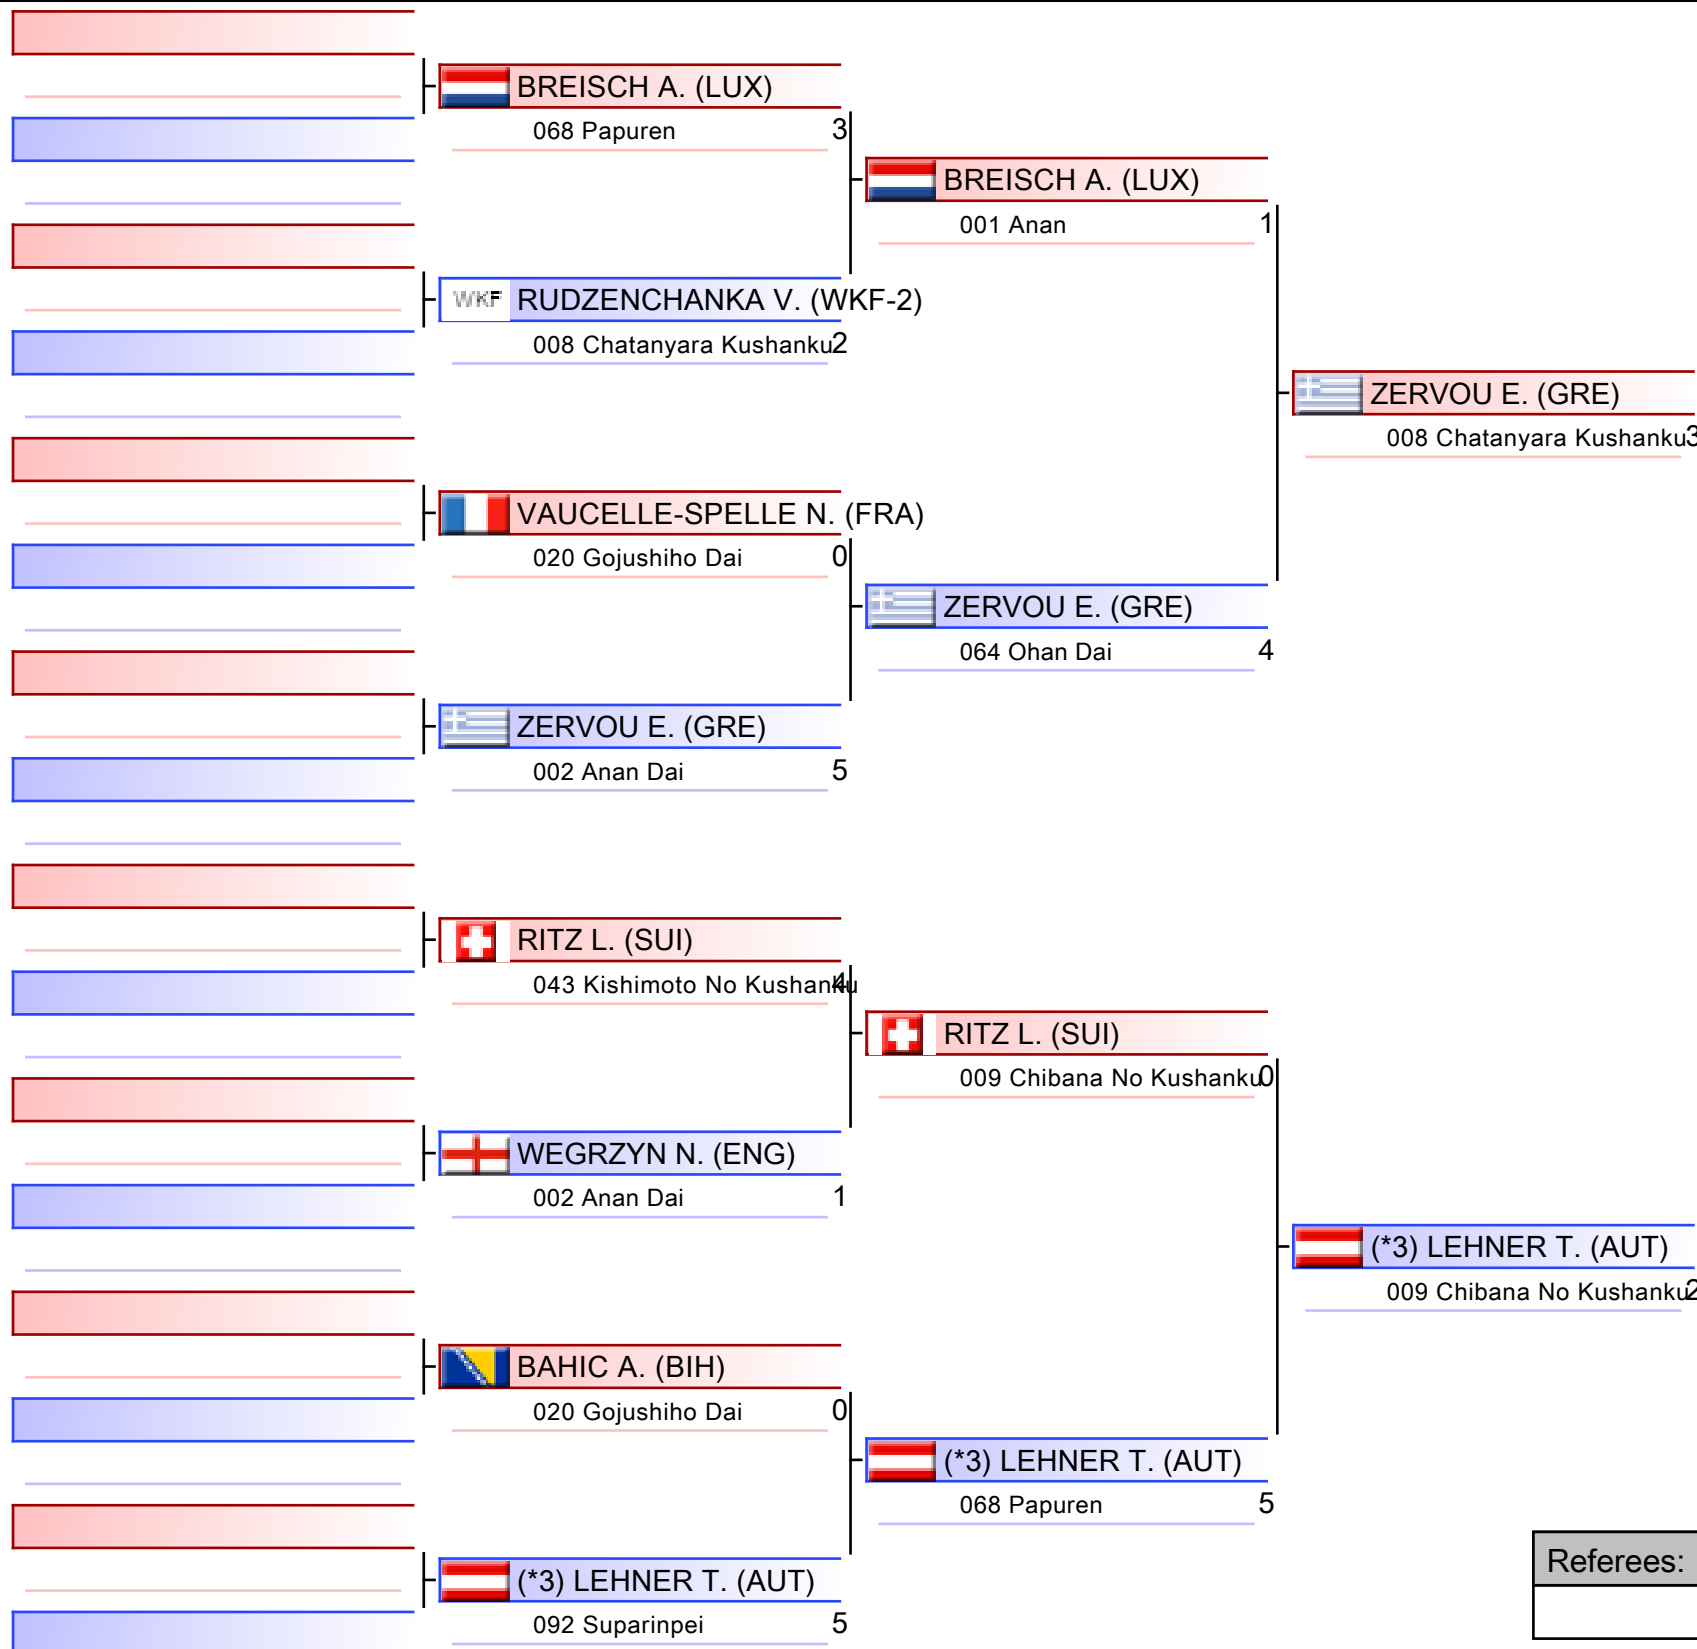 BREISCH A. (LUX)
068 Papuren 3
BREISCH A. (LUX)
001 Anan 1
WKF RUDZENCHANKA V. (WKF-2)
008 Chatanyara Kushanku 2
ZERVOU E. (GRE)
008 Chatanyara Kushanku 3
VAUCELLE-SPELLE N. (FRA)
020 Gojushiho Dai 0
ZERVOU E. (GRE)
064 Ohan Dai 4
ZERVOU E. (GRE)
002 Anan Dai 5
RITZ L. (SUI)
043 Kishimoto No Kushanku 4
RITZ L. (SUI)
009 Chibana No Kushanku 0
WEGRZYN N. (ENG)
002 Anan Dai 1
(*3) LEHNER T. (AUT)
009 Chibana No Kushanku 2
BAHIC A. (BIH)
020 Gojushiho Dai 0
(*3) LEHNER T. (AUT)
068 Papuren 5
(*3) LEHNER T. (AUT)
092 Suparinpei 5
Referees: